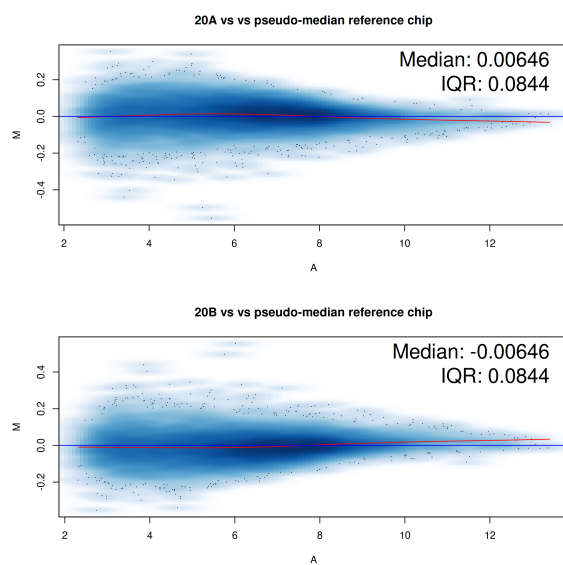 20A vs vs pseudo-median reference chip
Median: 0.00646
IQR: 0.0844
0.2
0.0
-0.2
-0.4
M
2 4 6 8 10 12
A
20B vs vs pseudo-median reference chip
Median: -0.00646
IQR: 0.0844
0.4
0.2
0.0
-0.2
M
2 4 6 8 10 12
A